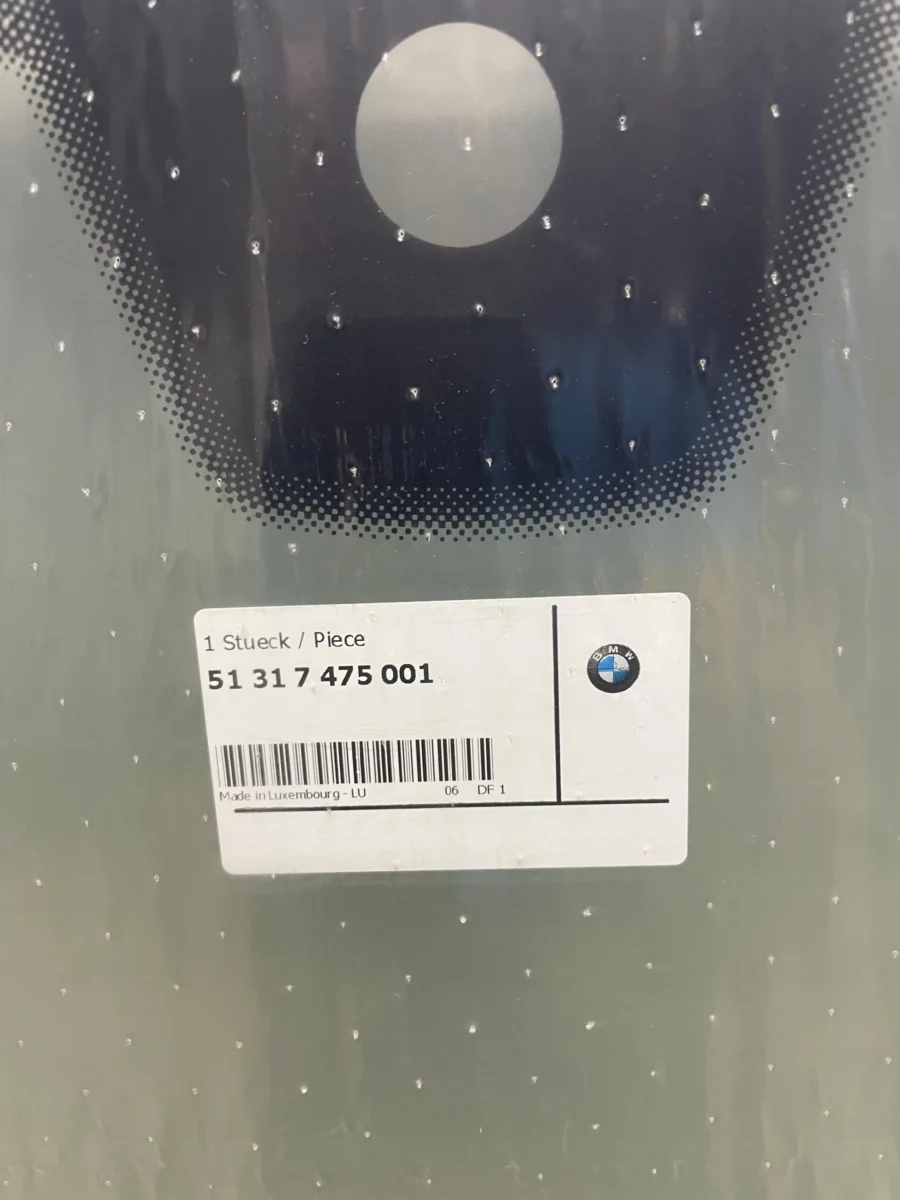 1 Stueck / Piece
51 31 7 475 001
BMW
Made in Luxembourg - LU 06 DF 1